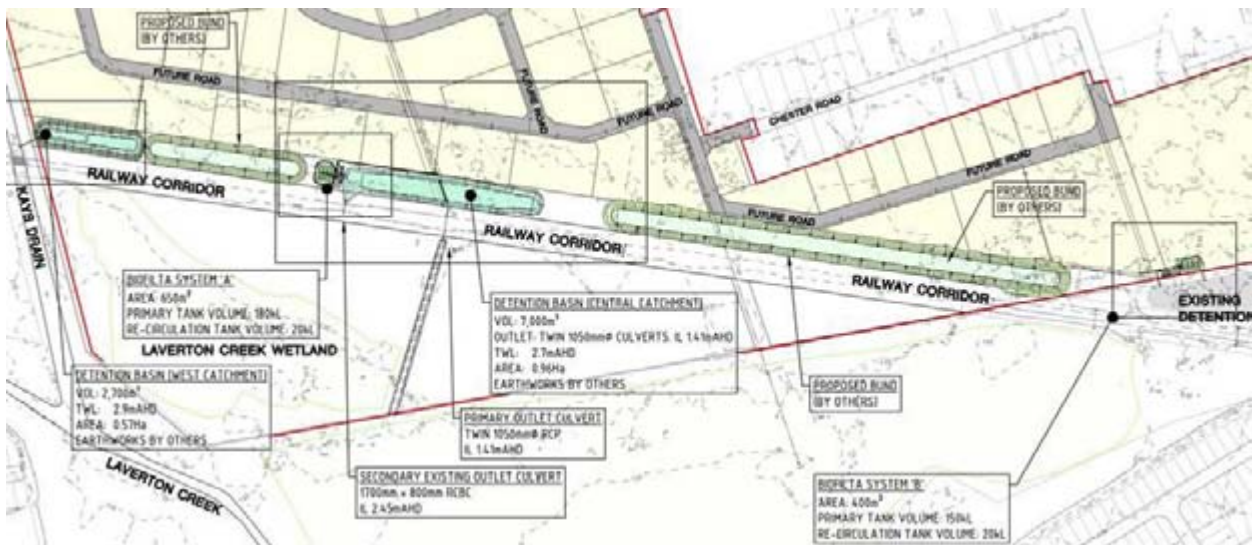 PROPOSED BUND
(BY OTHERS)
FUTURE ROAD
FUTURE ROAD
FUTURE ROAD
CHESTER ROAD
FUTURE ROAD
FUTURE ROAD
PROPOSED BUND
(BY OTHERS)
RAILWAY CORRIDOR
RAILWAY CORRIDOR
RAILWAY CORRIDOR
KAYS DRAIN
EXISTING
DETENTION
BIOFILTA SYSTEM 'A'
AREA: 650m²
PRIMARY TANK VOLUME: 180kL
RE-CIRCULATION TANK VOLUME: 20kL
LAVERTON CREEK WETLAND
DETENTION BASIN (CENTRAL CATCHMENT)
VOL: 7,000m³
OUTLET: TWIN 1050mmø CULVERTS. IL 1.41mAHD
TWL: 2.7mAHD
AREA: 0.96Ha
EARTHWORKS BY OTHERS
DETENTION BASIN (WEST CATCHMENT)
VOL: 2,700m³
TWL: 2.9mAHD
AREA: 0.57Ha
EARTHWORKS BY OTHERS
PROPOSED BUND
(BY OTHERS)
PRIMARY OUTLET CULVERT
TWIN 1050mmø RCP
IL 1.41mAHD
SECONDARY EXISTING OUTLET CULVERT
1700mm x 800mm RCBC
IL 2.45mAHD
LAVERTON CREEK
BIOFILTA SYSTEM 'B'
AREA: 400m²
PRIMARY TANK VOLUME: 150kL
RE-CIRCULATION TANK VOLUME: 20kL